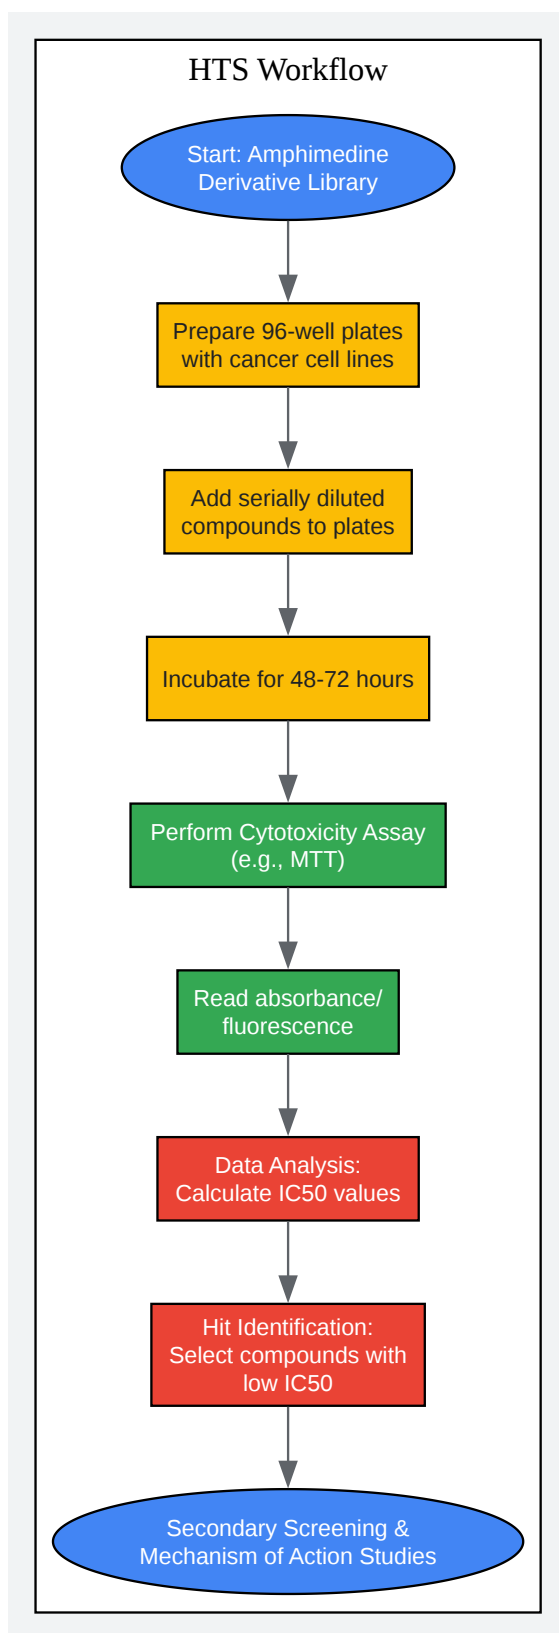 HTS Workflow
Start: Amphimedine
Derivative Library
Prepare 96-well plates
with cancer cell lines
Add serially diluted
compounds to plates
Incubate for 48-72 hours
Perform Cytotoxicity Assay
(e.g., MTT)
Read absorbance/
fluorescence
Data Analysis:
Calculate IC50 values
Hit Identification:
Select compounds with
low IC50
Secondary Screening &
Mechanism of Action Studies